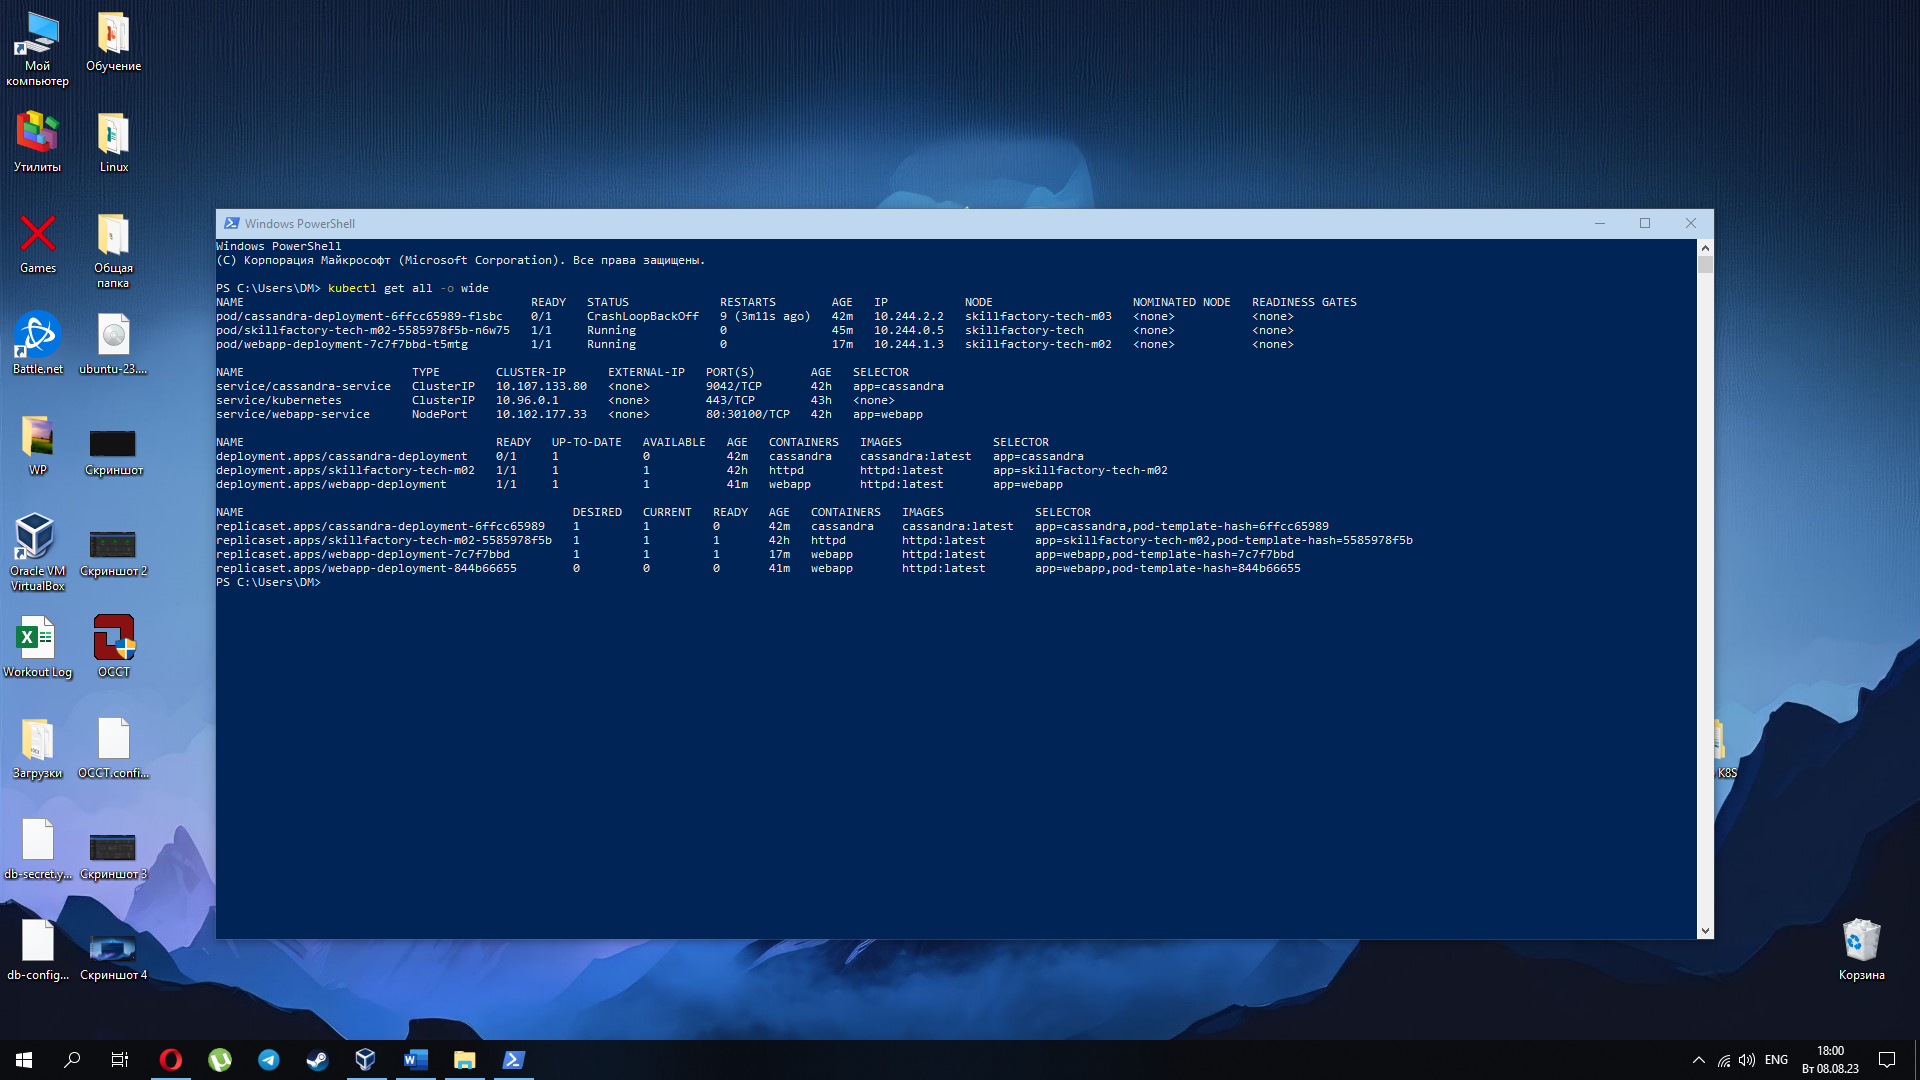 Мой компьютер
Обучение
Утилиты
Linux
Games
Общая папка
Battle.net
ubuntu-23....
WP
Скриншот
Oracle VM VirtualBox
Скриншот 2
Workout Log
OCCT
Загрузки
OCCT.confi...
db-secret.y...
Скриншот 3
db-config...
Скриншот 4
Windows PowerShell
Windows PowerShell
(C) Корпорация Майкрософт (Microsoft Corporation). Все права защищены.
PS C:\Users\DM> kubectl get all -o wide
NAME READY STATUS RESTARTS AGE IP NODE NOMINATED NODE READINESS GATES
pod/cassandra-deployment-6ffcc65989-flsbc 0/1 CrashLoopBackOff 9 (3m11s ago) 42m 10.244.2.2 skillfactory-tech-m03 <none> <none>
pod/skillfactory-tech-m02-5585978f5b-n6w75 1/1 Running 0 45m 10.244.0.5 skillfactory-tech <none> <none>
pod/webapp-deployment-7c7f7bbd-t5mtg 1/1 Running 0 17m 10.244.1.3 skillfactory-tech-m02 <none> <none>
NAME TYPE CLUSTER-IP EXTERNAL-IP PORT(S) AGE SELECTOR
service/cassandra-service ClusterIP 10.107.133.80 <none> 9042/TCP 42h app=cassandra
service/kubernetes ClusterIP 10.96.0.1 <none> 443/TCP 43h <none>
service/webapp-service NodePort 10.102.177.33 <none> 80:30100/TCP 42h app=webapp
NAME READY UP-TO-DATE AVAILABLE AGE CONTAINERS IMAGES SELECTOR
deployment.apps/cassandra-deployment 0/1 1 0 42m cassandra cassandra:latest app=cassandra
deployment.apps/skillfactory-tech-m02 1/1 1 1 42h httpd httpd:latest app=skillfactory-tech-m02
deployment.apps/webapp-deployment 1/1 1 1 41m webapp httpd:latest app=webapp
NAME DESIRED CURRENT READY AGE CONTAINERS IMAGES SELECTOR
replicaset.apps/cassandra-deployment-6ffcc65989 1 1 0 42m cassandra cassandra:latest app=cassandra,pod-template-hash=6ffcc65989
replicaset.apps/skillfactory-tech-m02-5585978f5b 1 1 1 42h httpd httpd:latest app=skillfactory-tech-m02,pod-template-hash=5585978f5b
replicaset.apps/webapp-deployment-7c7f7bbd 1 1 1 17m webapp httpd:latest app=webapp,pod-template-hash=7c7f7bbd
replicaset.apps/webapp-deployment-844b66655 0 0 0 41m webapp httpd:latest app=webapp,pod-template-hash=844b66655
PS C:\Users\DM>
K8S
Корзина
ENG
18:00
Вт 08.08.23